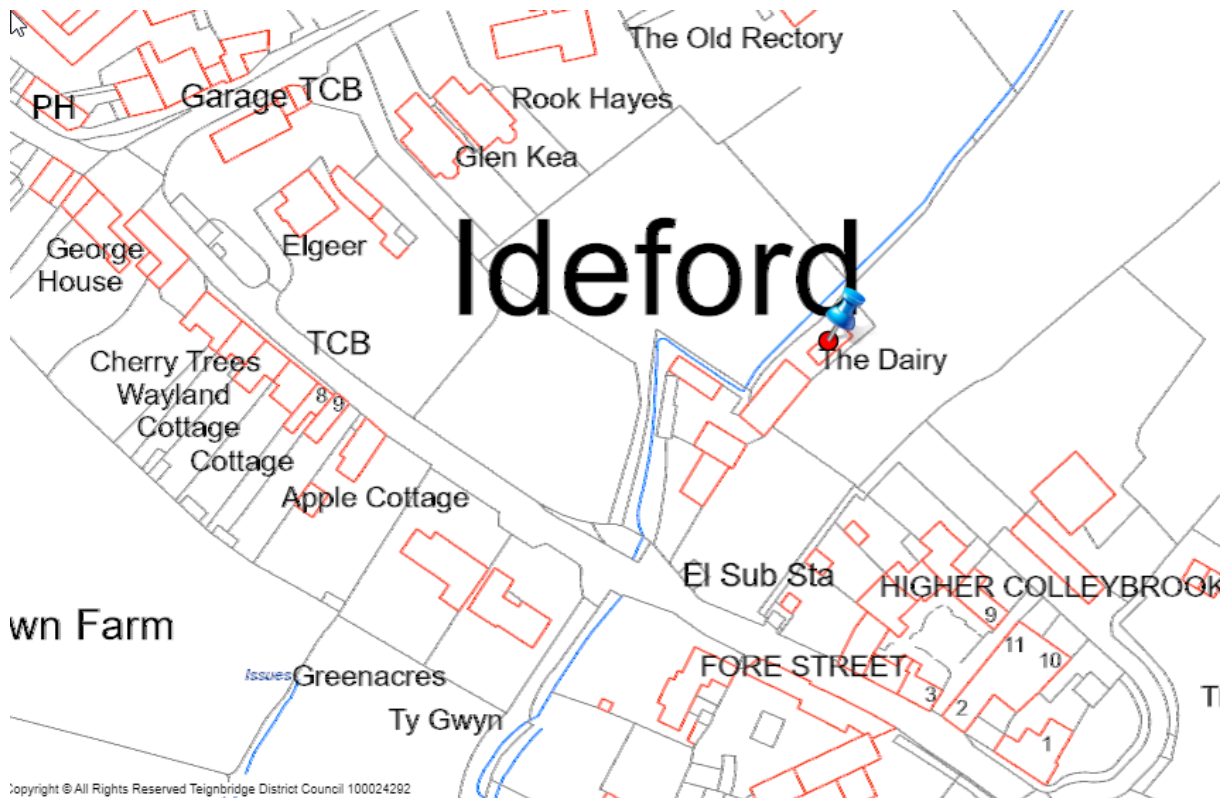 The Old Rectory
PH
Garage
TCB
Rook Hayes
Glen Kea
George
House
Elgeer
Ideford
TCB
The Dairy
Cherry Trees
Wayland
Cottage
8
9
Cottage
Apple Cottage
El Sub Sta
HIGHER COLLEYBROOK
9
11
10
wn Farm
FORE STREET
Issues
Greenacres
3
2
Ty Gwyn
1
opyright © All Rights Reserved Teignbridge District Council 100024292